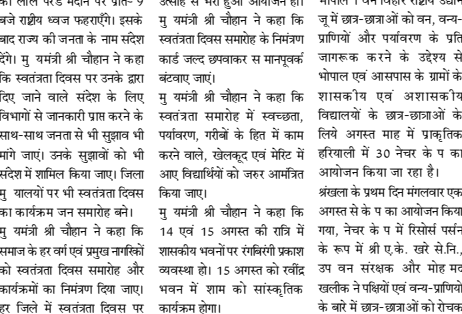 की लाल परेड मैदान पर प्रातः 9
बजे राष्ट्रीय ध्वज फहराएँगे। इसके
बाद राज्य की जनता के नाम संदेश
देंगे। मु यमंत्री श्री चौहान ने कहा
कि स्वतंत्रता दिवस पर उनके द्वारा
दिए जाने वाले संदेश के लिए
विभागों से जानकारी प्राप्त करने के
साथ-साथ जनता से भी सुझाव भी
मांगे जाएं। उनके सुझावों को भी
संदेश में शामिल किया जाए। जिला
मु यालयों पर भी स्वतंत्रता दिवस
का कार्यक्रम जन समारोह बने।
मु यमंत्री श्री चौहान ने कहा कि
समाज के हर वर्ग एवं प्रमुख नागरिकों
को स्वतंत्रता दिवस समारोह और
कार्यक्रमों का निमंत्रण दिया जाए।
हर जिले में स्वतंत्रता दिवस पर
उत्साह से भरा हुआ आयोजन हो।
मु यमंत्री श्री चौहान ने कहा कि
स्वतंत्रता दिवस समारोह के निमंत्रण
कार्ड जल्द छपवाकर स मानपूर्वक
बंटवाए जाएं।
मु यमंत्री श्री चौहान ने कहा कि
स्वतंत्रता समारोह में स्वच्छता,
पर्यावरण, गरीबों के हित में काम
करने वाले, खेलकूद एवं मेरिट में
आए विद्यार्थियों को जरुर आमंत्रित
किया जाए।
मु यमंत्री श्री चौहान ने कहा कि
14 एवं 15 अगस्त की रात्रि में
शासकीय भवनों पर रंगबिरंगी प्रकाश
व्यवस्था हो। 15 अगस्त को रवींद्र
भवन में शाम को सांस्कृतिक
कार्यक्रम होगा।
भोपाल । वन विहार राष्ट्रीय उद्यान
जू में छात्र-छात्राओं को वन, वन्य-
प्राणियों और पर्यावरण के प्रति
जागरूक करने के उद्देश्य से
भोपाल एवं आसपास के ग्रामों के
शासकीय एवं अशासकीय
विद्यालयों के छात्र-छात्राओं के
लिये अगस्त माह में प्राकृतिक
हरियाली में 30 नेचर के प का
आयोजन किया जा रहा है।
श्रंखला के प्रथम दिन मंगलवार एक
अगस्त से के प का आयोजन किया
गया, नेचर के प में रिसोर्स पर्सन
के रूप में श्री ए.के. खरे से.नि.,
उप वन संरक्षक और मोह मद
खलीक ने पक्षियों एवं वन्य-प्राणियो
के बारे में छात्र-छात्राओं को रोचक